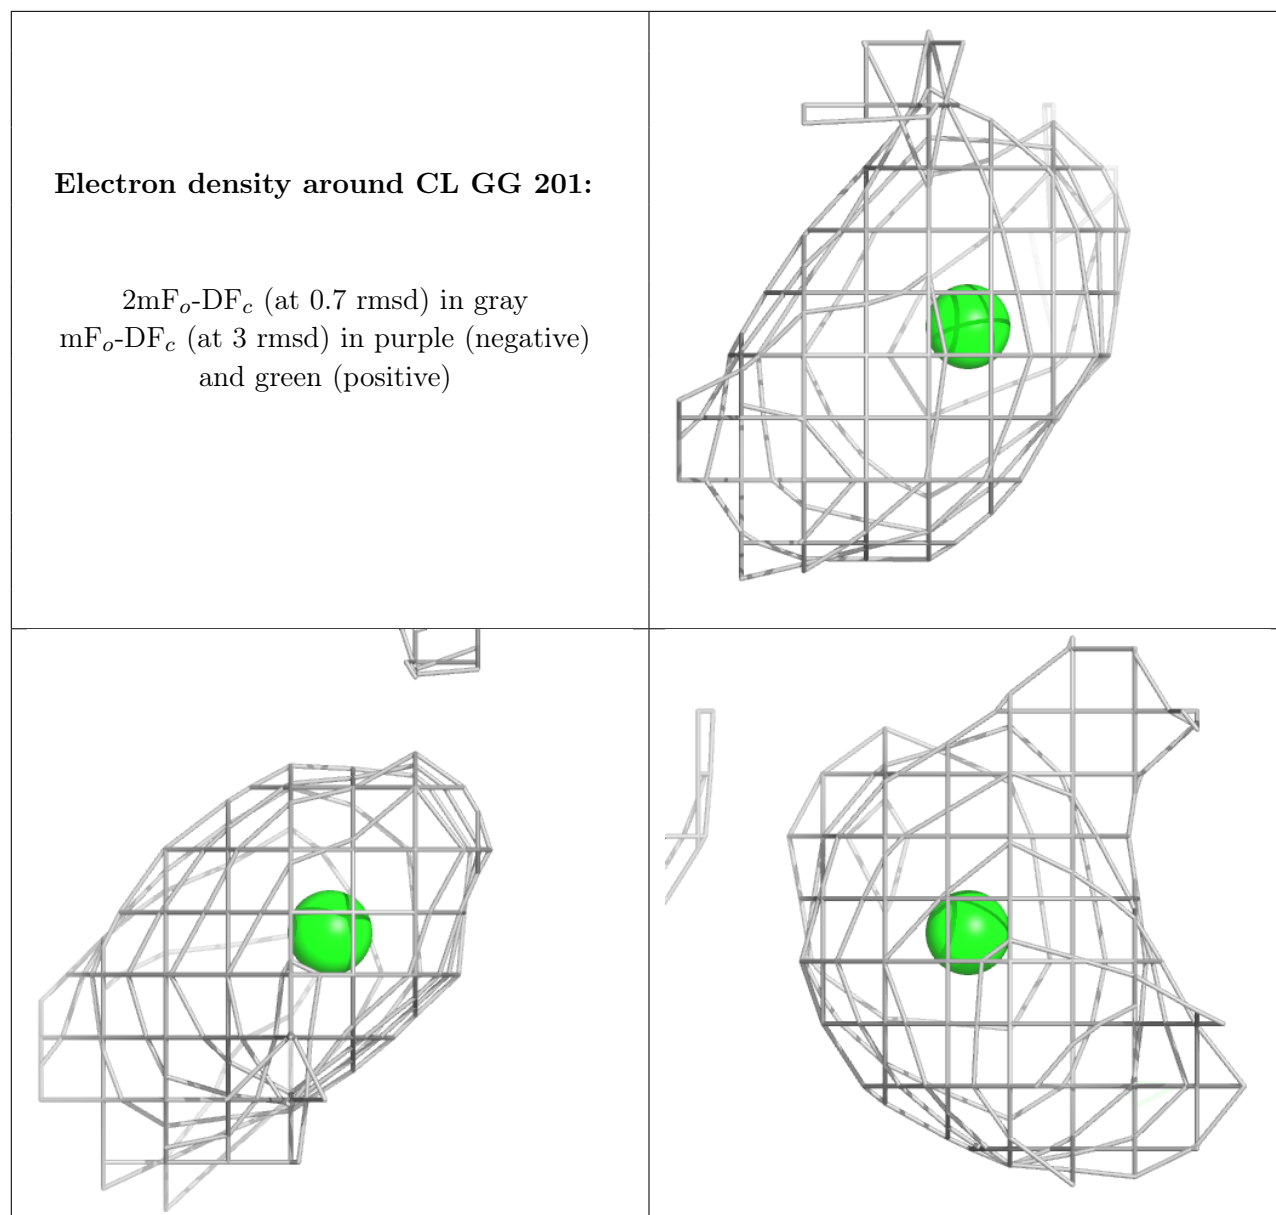 Electron density around CL GG 201:
2mFo-DFc (at 0.7 rmsd) in gray
mFo-DFc (at 3 rmsd) in purple (negative)
and green (positive)